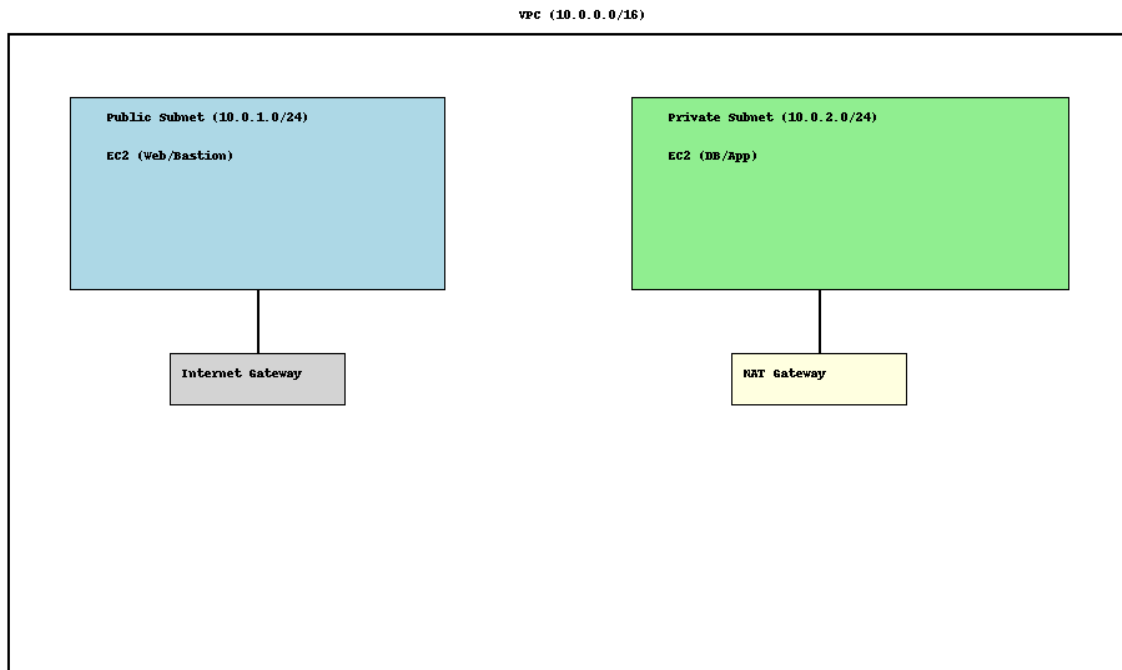 VPC (10.0.0.0/16)
Public Subnet (10.0.1.0/24)
EC2 (Web/Bastion)
Private Subnet (10.0.2.0/24)
EC2 (DB/App)
Internet Gateway
NAT Gateway